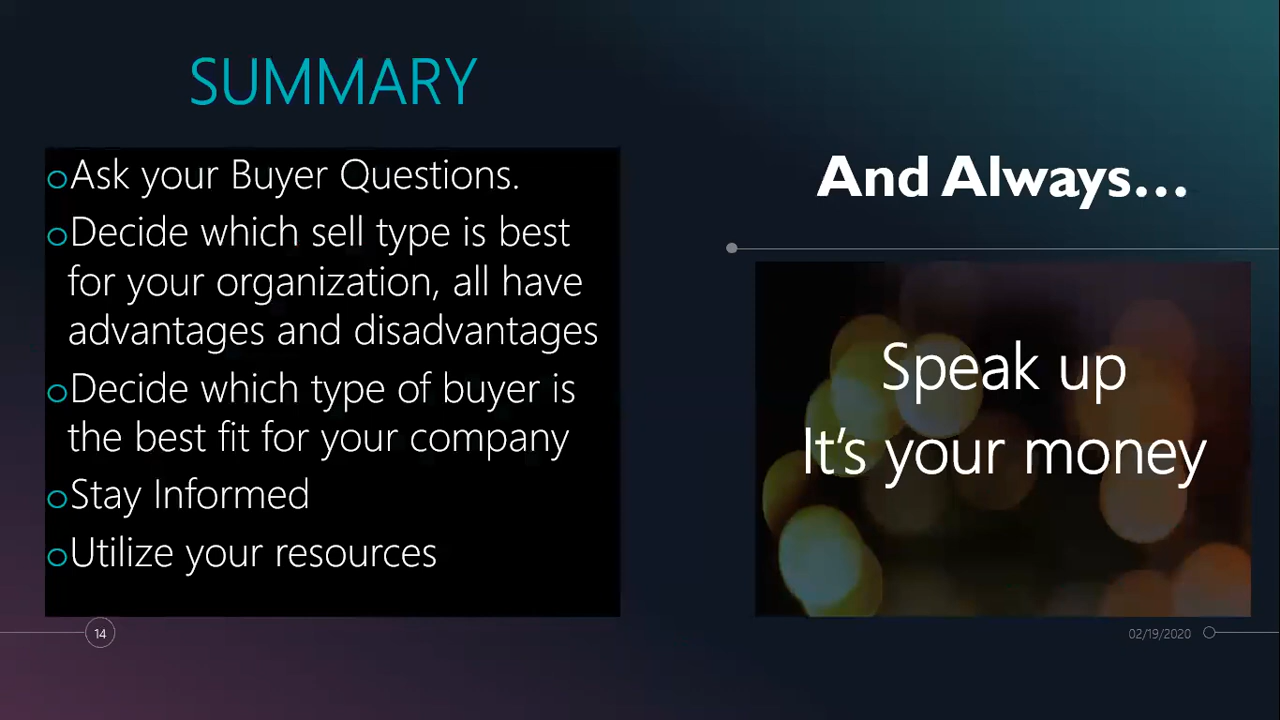 SUMMARY
oAsk your Buyer Questions.
oDecide which sell type is best
for your organization, all have
advantages and disadvantages
oDecide which type of buyer is
the best fit for your company
oStay Informed
oUtilize your resources
And Always...
Speak up
It's your money
14
02/19/2020